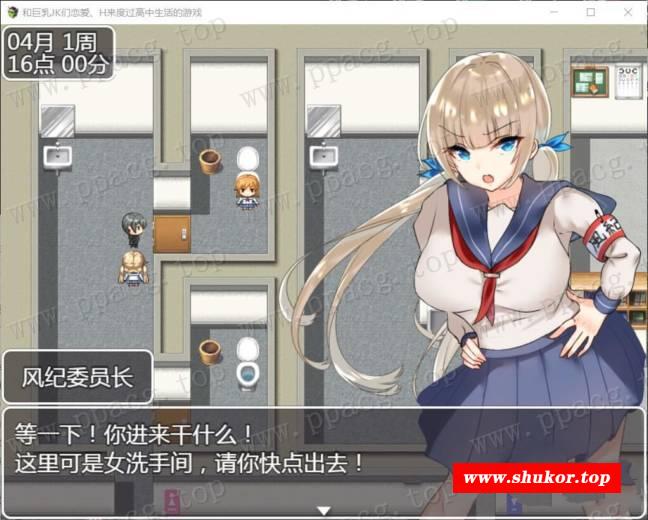 和巨乳JK们恋爱、H来度过高中生活的游戏
04月 1周
16点 00分
风纪
风纪委员长
等一下！你进来干什么！
这里可是女洗手间，请你快点出去！
www.shukor.top
www.ppacg.top